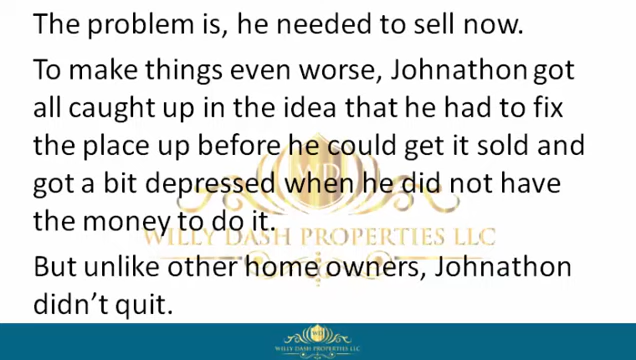 The problem is, he needed to sell now.
To make things even worse, Johnathon got
all caught up in the idea that he had to fix
the place up before he could get it sold and
got a bit depressed when he did not have
the money to do it.
WILLY DASH PROPERTIES LLC
But unlike other home owners, Johnathon
didn't quit.
WD
WILLY DASH PROPERTIES LLC